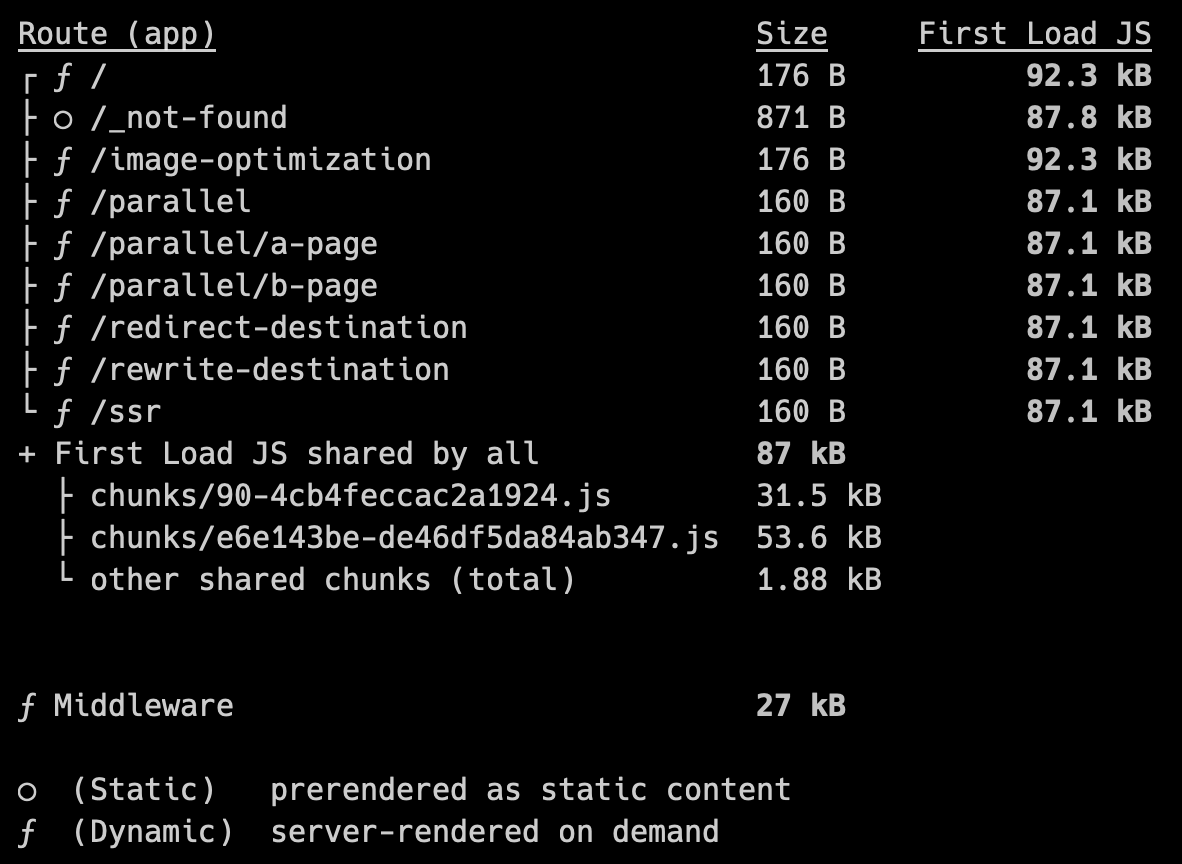 Route (app)                              Size     First Load JS
┌ ƒ /                                    176 B          92.3 kB
├ ○ /_not-found                          871 B          87.8 kB
├ ƒ /image-optimization                  176 B          92.3 kB
├ ƒ /parallel                            160 B          87.1 kB
├ ƒ /parallel/a-page                     160 B          87.1 kB
├ ƒ /parallel/b-page                     160 B          87.1 kB
├ ƒ /redirect-destination                160 B          87.1 kB
├ ƒ /rewrite-destination                 160 B          87.1 kB
└ ƒ /ssr                                 160 B          87.1 kB
+ First Load JS shared by all            87 kB
  ├ chunks/90-4cb4feccac2a1924.js        31.5 kB
  ├ chunks/e6e143be-de46df5da84ab347.js  53.6 kB
  └ other shared chunks (total)          1.88 kB
ƒ Middleware                             27 kB
○  (Static)   prerendered as static content
ƒ  (Dynamic)  server-rendered on demand